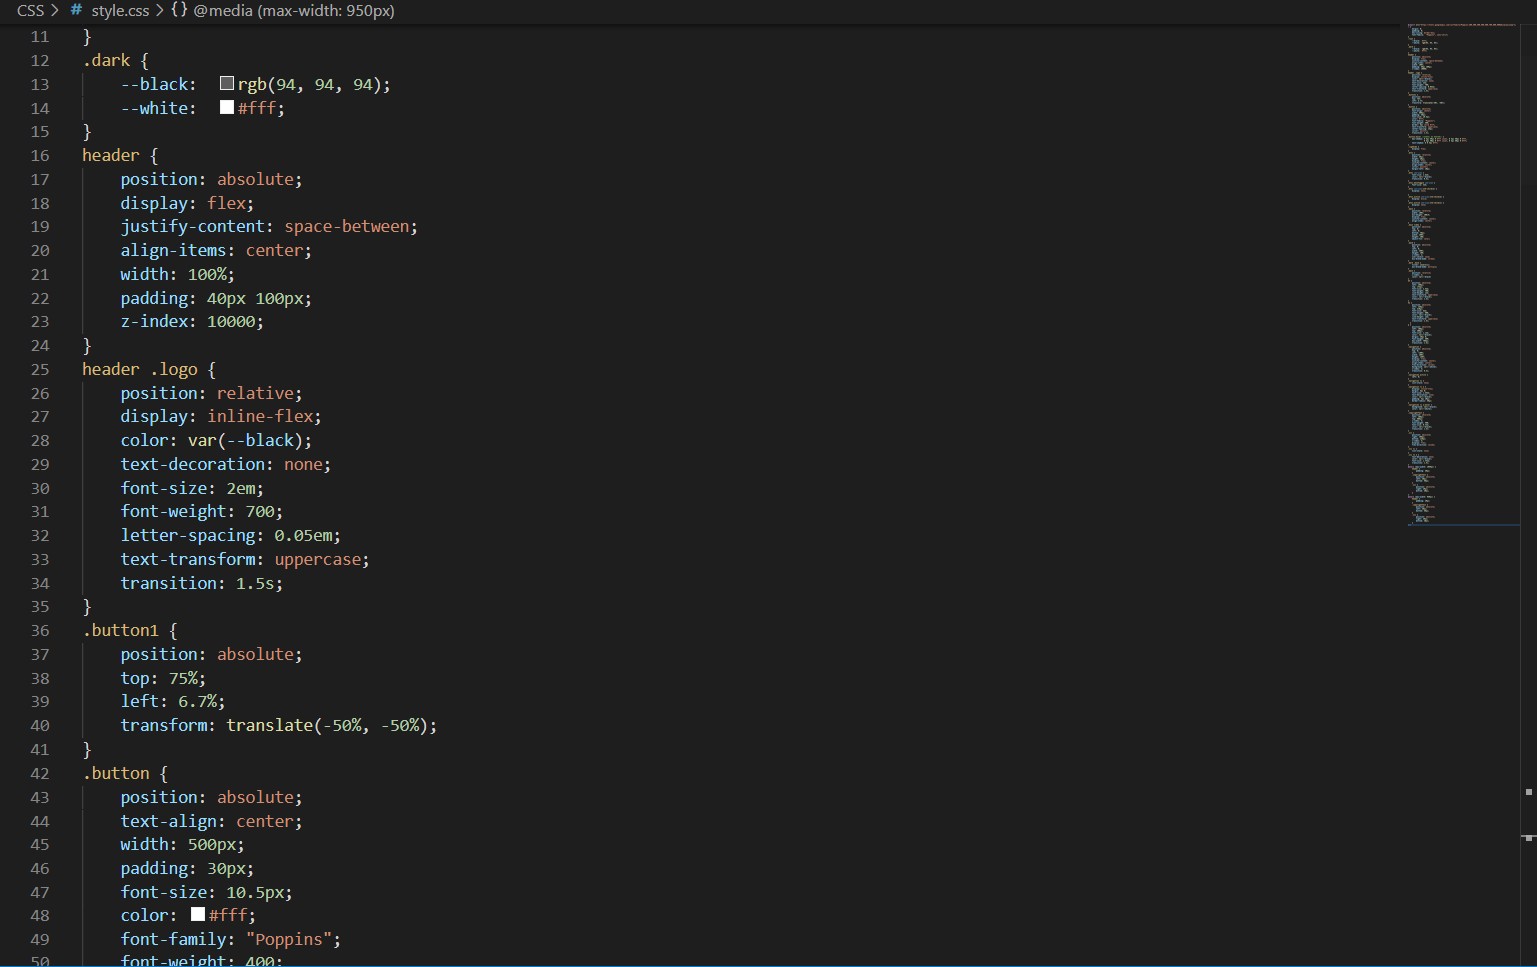 CSS > # style.css > {} @media (max-width: 950px)
11 }
12 .dark {
13 --black: rgb(94, 94, 94);
14 --white: #fff;
15 }
16 header {
17 position: absolute;
18 display: flex;
19 justify-content: space-between;
20 align-items: center;
21 width: 100%;
22 padding: 40px 100px;
23 z-index: 10000;
24 }
25 header .logo {
26 position: relative;
27 display: inline-flex;
28 color: var(--black);
29 text-decoration: none;
30 font-size: 2em;
31 font-weight: 700;
32 letter-spacing: 0.05em;
33 text-transform: uppercase;
34 transition: 1.5s;
35 }
36 .button1 {
37 position: absolute;
38 top: 75%;
39 left: 6.7%;
40 transform: translate(-50%, -50%);
41 }
42 .button {
43 position: absolute;
44 text-align: center;
45 width: 500px;
46 padding: 30px;
47 font-size: 10.5px;
48 color: #fff;
49 font-family: "Poppins";
50 font-weight: 400;